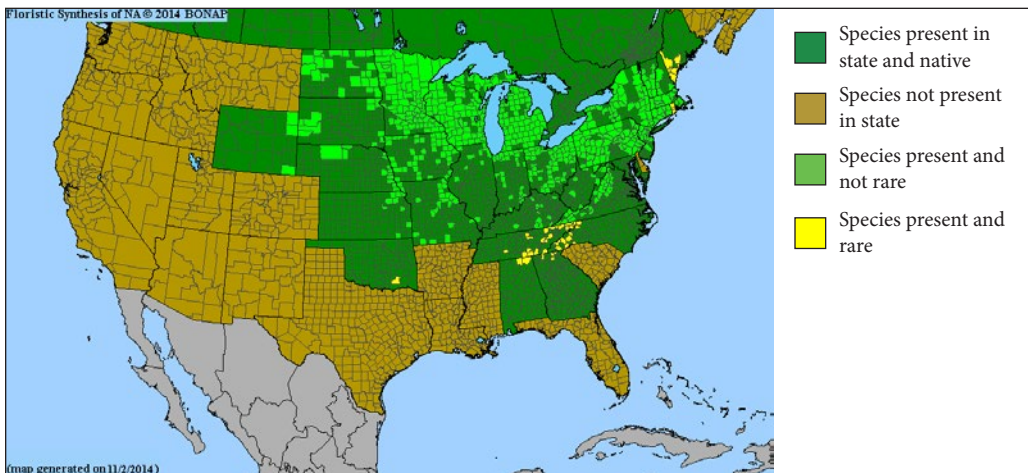 Floristic Synthesis of NA © 2014 BONAP
Species present in
state and native
Species not present
in state
Species present and
not rare
Species present and
rare
(map generated on 11/2/2014)